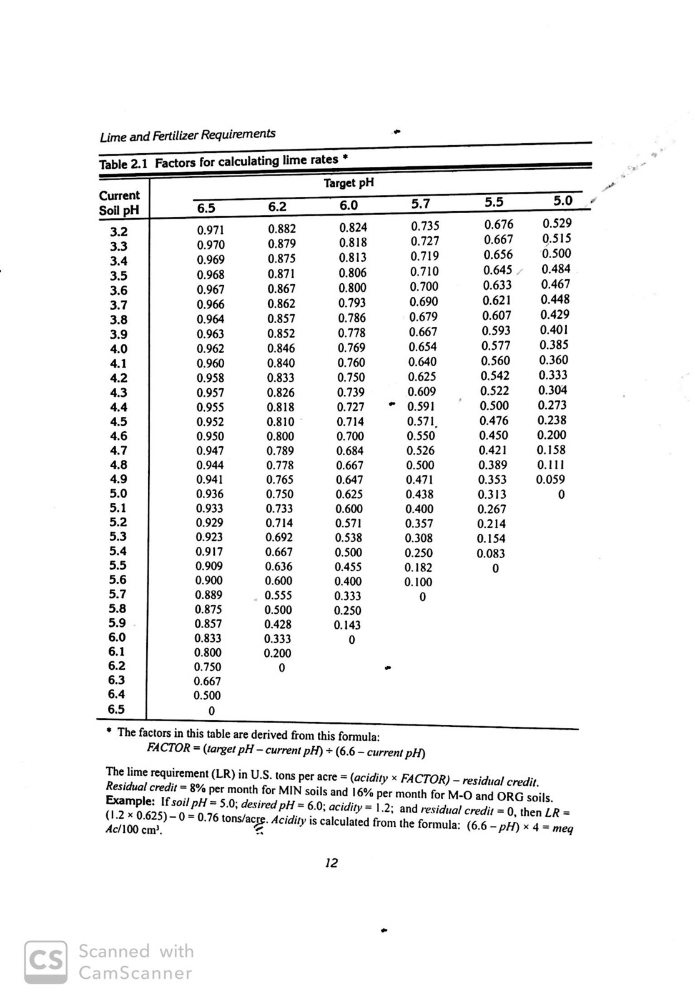 Lime and Fertilizer Requirements
Table 2.1 Factors for calculating lime rates *
Target pH
Current
Soil pH 6.5 6.2 6.0 5.7 5.5 5.0
3.2 0.971 0.882 0.824 0.735 0.676 0.529
3.3 0.970 0.879 0.818 0.727 0.667 0.515
3.4 0.969 0.875 0.813 0.719 0.656 0.500
3.5 0.968 0.871 0.806 0.710 0.645 0.484
3.6 0.967 0.867 0.800 0.700 0.633 0.467
3.7 0.966 0.862 0.793 0.690 0.621 0.448
3.8 0.964 0.857 0.786 0.679 0.607 0.429
3.9 0.963 0.852 0.778 0.667 0.593 0.401
4.0 0.962 0.846 0.769 0.654 0.577 0.385
4.1 0.960 0.840 0.760 0.640 0.560 0.360
4.2 0.958 0.833 0.750 0.625 0.542 0.333
4.3 0.957 0.826 0.739 0.609 0.522 0.304
4.4 0.955 0.818 0.727 0.591 0.500 0.273
4.5 0.952 0.810 0.714 0.571 0.476 0.238
4.6 0.950 0.800 0.700 0.550 0.450 0.200
4.7 0.947 0.789 0.684 0.526 0.421 0.158
4.8 0.944 0.778 0.667 0.500 0.389 0.111
4.9 0.941 0.765 0.647 0.471 0.353 0.059
5.0 0.936 0.750 0.625 0.438 0.313 0
5.1 0.933 0.733 0.600 0.400 0.267
5.2 0.929 0.714 0.571 0.357 0.214
5.3 0.923 0.692 0.538 0.308 0.154
5.4 0.917 0.667 0.500 0.250 0.083
5.5 0.909 0.636 0.455 0.182 0
5.6 0.900 0.600 0.400 0.100
5.7 0.889 0.555 0.333 0
5.8 0.875 0.500 0.250
5.9 0.857 0.428 0.143
6.0 0.833 0.333 0
6.1 0.800 0.200
6.2 0.750 0
6.3 0.667
6.4 0.500
6.5 0
* The factors in this table are derived from this formula:
FACTOR = (target pH – current pH) ÷ (6.6 – current pH)
The lime requirement (LR) in U.S. tons per acre = (acidity × FACTOR) – residual credit.
Residual credit = 8% per month for MIN soils and 16% per month for M-O and ORG soils.
Example: If soil pH = 5.0; desired pH = 6.0; acidity = 1.2; and residual credit = 0, then LR =
(1.2 × 0.625) – 0 = 0.76 tons/acre. Acidity is calculated from the formula: (6.6 – pH) × 4 = meq
Ac/100 cm³.
12
CS Scanned with
CamScanner